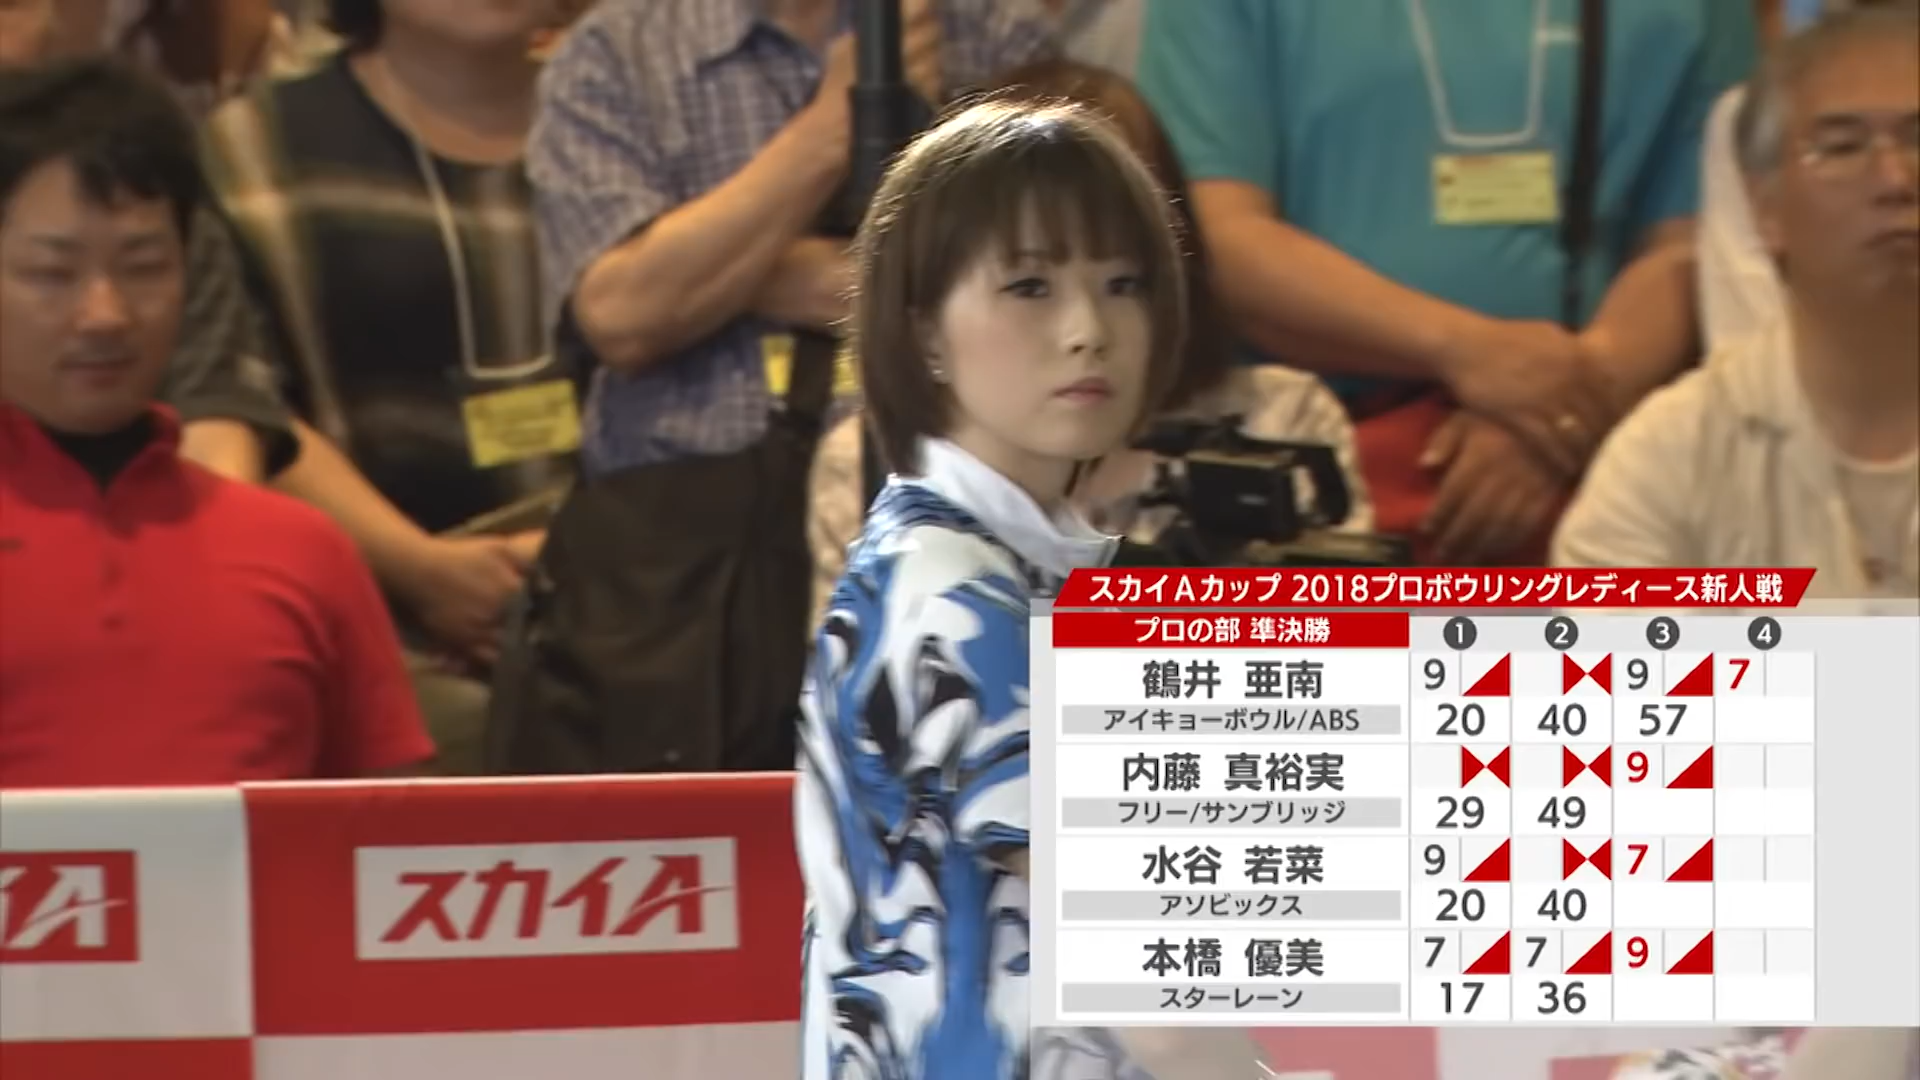 スカイAカップ 2018プロボウリングレディース新人戦
プロの部 準決勝 1 2 3 4
鶴井 亜南 9 9 7
アイキョーボウル/ABS 20 40 57
内藤 真裕実 9
フリー/サンブリッジ 29 49
水谷 若菜 9 7
アソビックス 20 40
本橋 優美 7 7 9
スターレーン 17 36
イA
スカイA